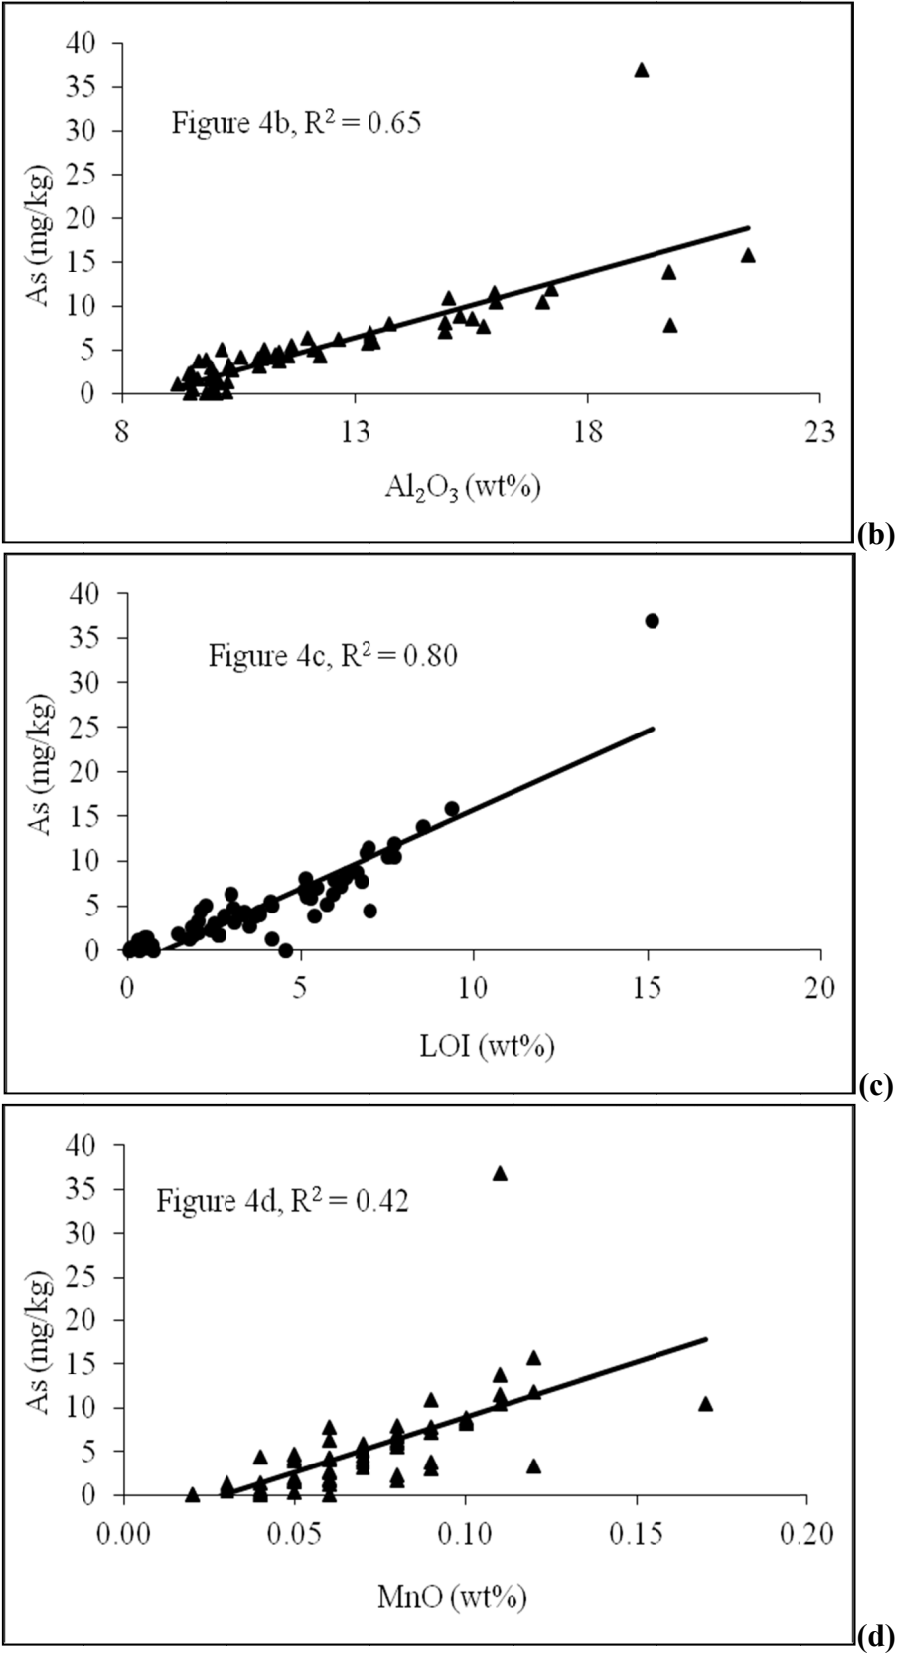 40
35
30
25
20
15
10
5
0
As (mg/kg)
Figure 4b, R² = 0.65
8 13 18 23
Al₂O₃ (wt%)
(b)
40
35
30
25
20
15
10
5
0
As (mg/kg)
Figure 4c, R² = 0.80
0 5 10 15 20
LOI (wt%)
(c)
40
35
30
25
20
15
10
5
0
As (mg/kg)
Figure 4d, R² = 0.42
0.00 0.05 0.10 0.15 0.20
MnO (wt%)
(d)